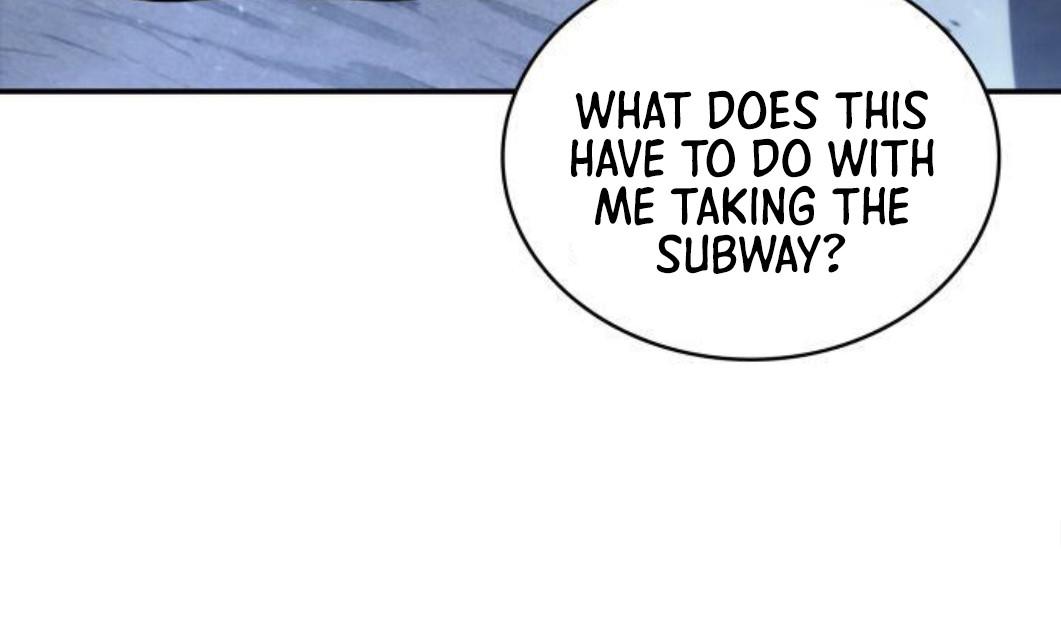 WHAT DOES THIS
HAVE TO DO WITH
ME TAKING THE
SUBWAY?